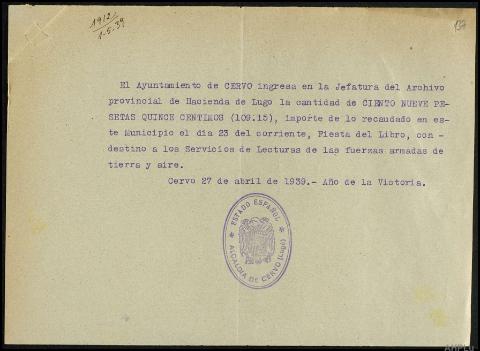 1912/
1-5-39
137
El Ayuntamiento de CERVO ingresa en la Jefatura del Archivo
provincial de Hacienda de Lugo la cantidad de CIENTO NUEVE PE-
SETAS QUINCE CENTIMOS (109.15), importe de lo recaudado en es-
te Municipio el dia 23 del corriente, Fiesta del Libro, con -
destino a los Servicios de Lecturas de las fuerzas armadas de
tierra y aire.
Cervo 27 de abril de 1939.- Año de la Victoria.
* ESTADO ESPAÑOL *
ALCALDIA DE CERVO (Lugo)
AHPLu